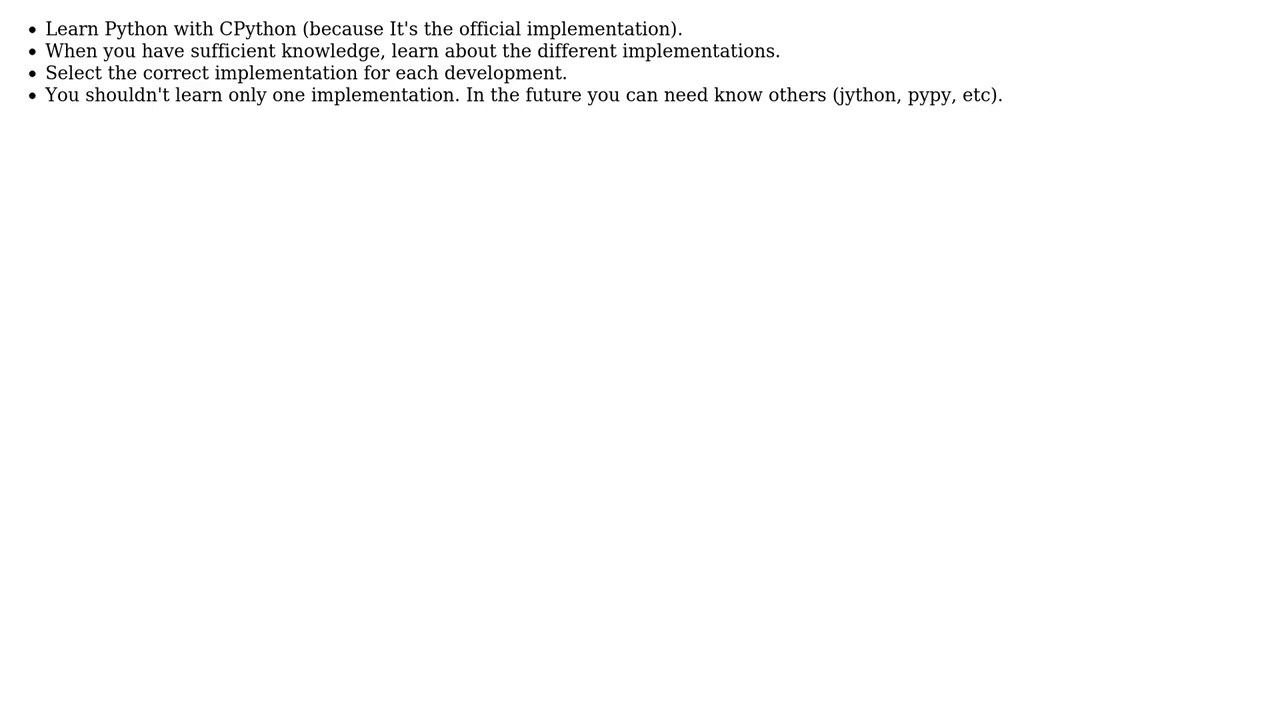 • Learn Python with CPython (because It's the official implementation).
• When you have sufficient knowledge, learn about the different implementations.
• Select the correct implementation for each development.
• You shouldn't learn only one implementation. In the future you can need know others (jython, pypy, etc).